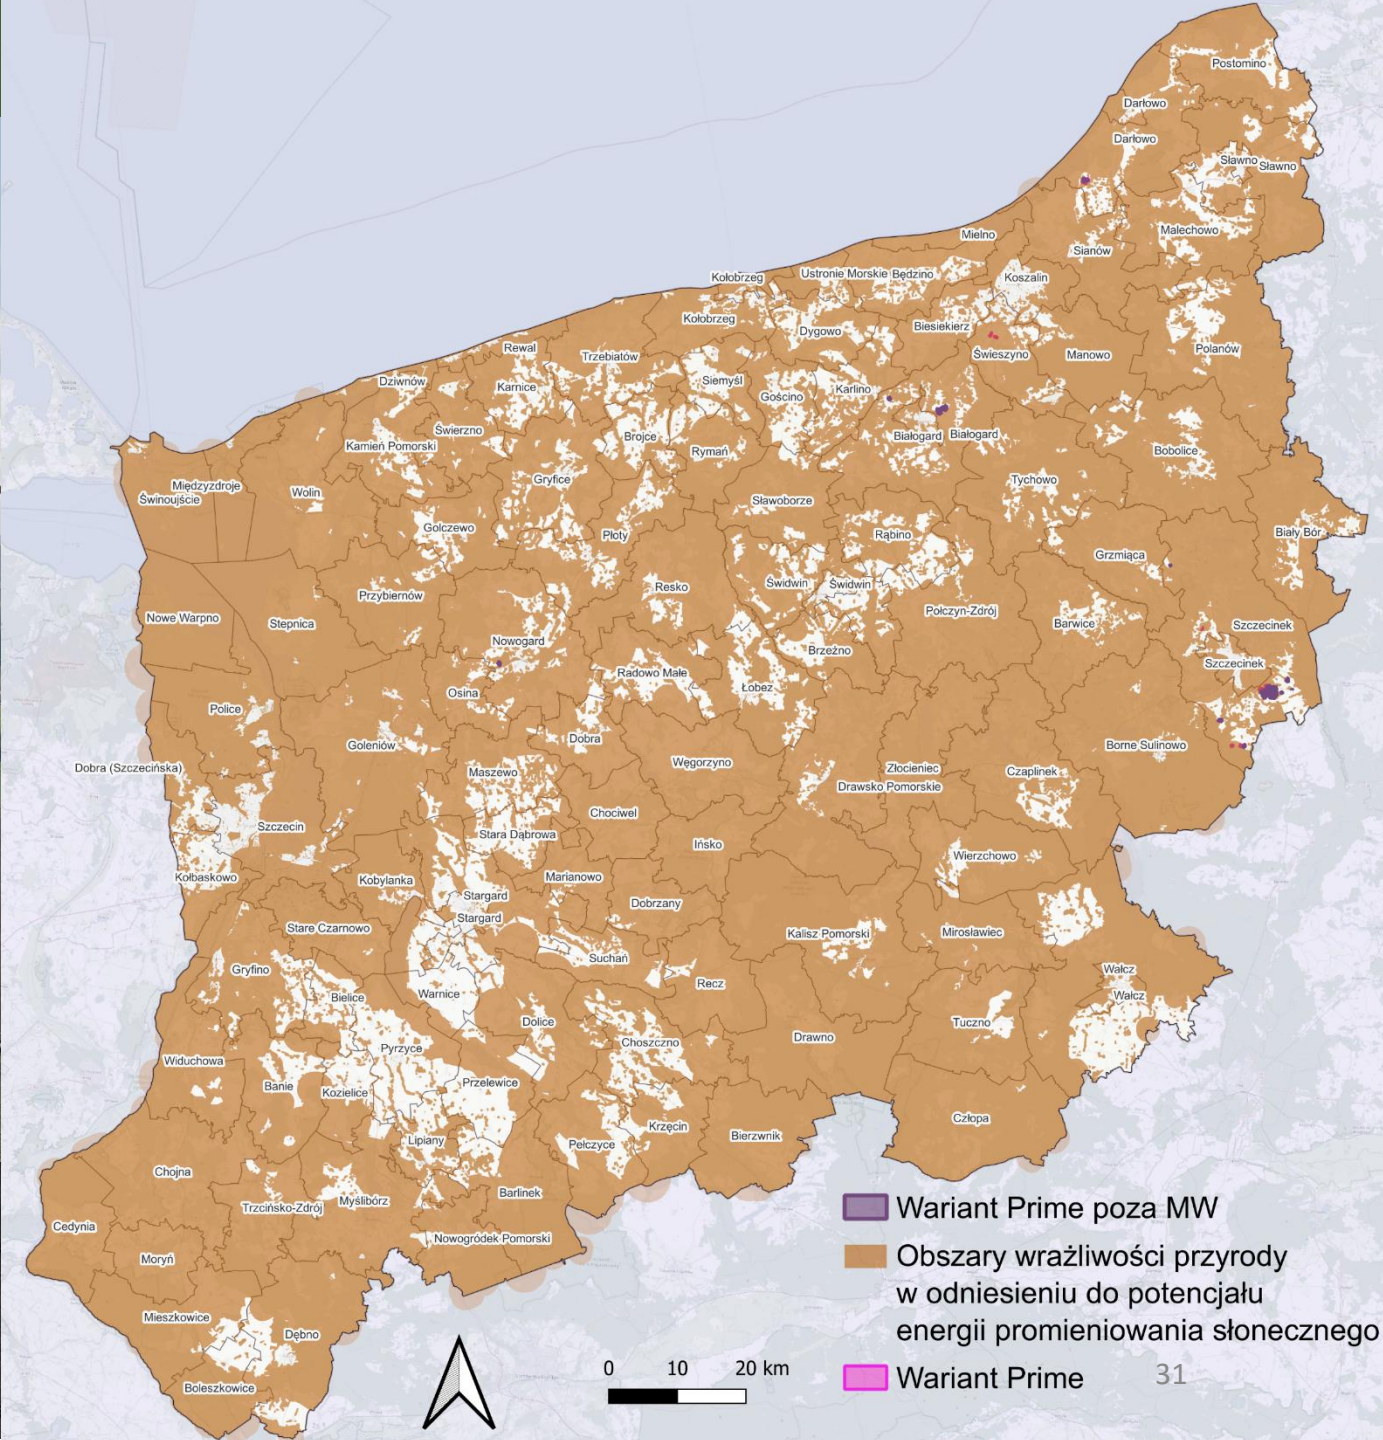 Postomino
Darłowo
Darłowo
Sławno
Sławno
Malechowo
Mielno
Sianów
Kołobrzeg
Ustronie Morskie
Będzino
Koszalin
Kołobrzeg
Dygowo
Biesiekierz
Rewal
Trzebiatów
Świeszyno
Manowo
Polanów
Dziwnów
Karnice
Siemyśl
Gościno
Karlino
Świerzno
Kamień Pomorski
Brojce
Rymań
Białogard
Białogard
Bobolice
Międzyzdroje
Świnoujście
Wolin
Gryfice
Sławoborze
Tychowo
Golczewo
Płoty
Rąbino
Biały Bór
Grzmiąca
Przybiernów
Resko
Świdwin
Świdwin
Połczyn-Zdrój
Nowe Warpno
Stepnica
Barwice
Szczecinek
Nowogard
Brzeżno
Szczecinek
Radowo Małe
Osina
Łobez
Police
Goleniów
Dobra
Borne Sulinowo
Dobra (Szczecińska)
Maszewo
Węgorzyno
Złocieniec
Czaplinek
Drawsko Pomorskie
Chociwel
Szczecin
Stara Dąbrowa
Ińsko
Wierzchowo
Kołbaskowo
Kobylanka
Marianowo
Stargard
Dobrzany
Stargard
Stare Czarnowo
Kalisz Pomorski
Mirosławiec
Suchań
Gryfino
Wałcz
Bielice
Warnice
Recz
Wałcz
Dolice
Tuczno
Choszczno
Drawno
Pyrzyce
Widuchowa
Banie
Kozielice
Przelewice
Człopa
Krzęcin
Lipiany
Pełczyce
Bierzwnik
Chojna
Barlinek
Myślibórz
Trzcińsko-Zdrój
Cedynia
Nowogródek Pomorski
Moryń
Mieszkowice
Dębno
Boleszkowice
Wariant Prime poza MW
Obszary wrażliwości przyrody
w odniesieniu do potencjału
energii promieniowania słonecznego
Wariant Prime
0 10 20 km
31